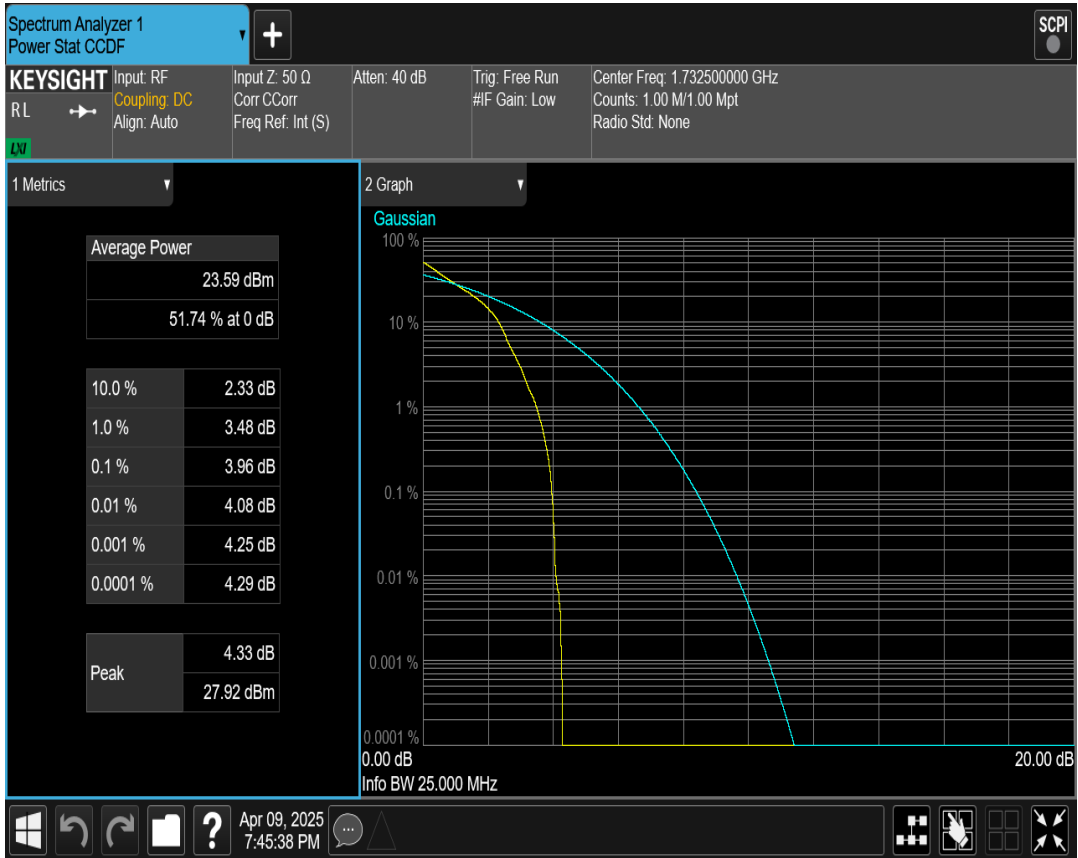 Spectrum Analyzer 1
Power Stat CCDF
+
SCPI
KEYSIGHT
R L
LXI
Input: RF
Coupling: DC
Align: Auto
Input Z: 50 Ω
Corr CCorr
Freq Ref: Int (S)
Atten: 40 dB
Trig: Free Run
#IF Gain: Low
Center Freq: 1.732500000 GHz
Counts: 1.00 M/1.00 Mpt
Radio Std: None
1 Metrics
Average Power
23.59 dBm
51.74 % at 0 dB
10.0 % 2.33 dB
1.0 % 3.48 dB
0.1 % 3.96 dB
0.01 % 4.08 dB
0.001 % 4.25 dB
0.0001 % 4.29 dB
Peak
4.33 dB
27.92 dBm
2 Graph
Gaussian
100 %
10 %
1 %
0.1 %
0.01 %
0.001 %
0.0001 %
0.00 dB 20.00 dB
Info BW 25.000 MHz
?
Apr 09, 2025
7:45:38 PM